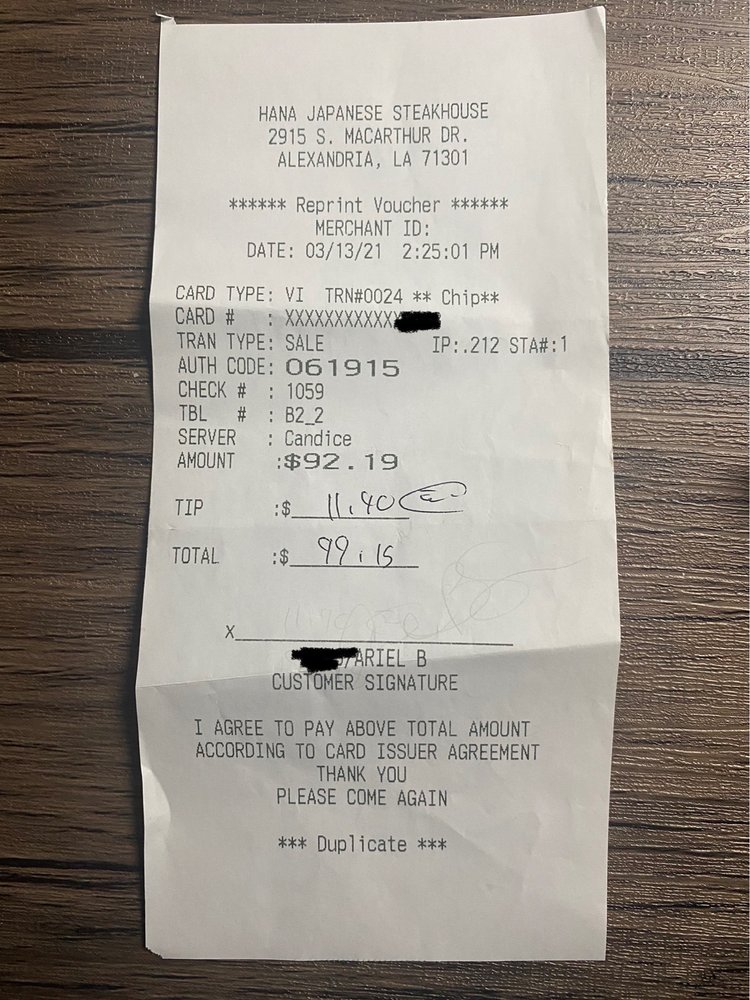 HANA JAPANESE STEAKHOUSE
2915 S. MACARTHUR DR.
ALEXANDRIA, LA 71301
****** Reprint Voucher ******
MERCHANT ID:
DATE: 03/13/21 2:25:01 PM
CARD TYPE: VI TRN#0024 ** Chip**
CARD # : XXXXXXXXXXXX
TRAN TYPE: SALE IP:.212 STA#:1
AUTH CODE: 061915
CHECK # : 1059
TBL # : B2_2
SERVER : Candice
AMOUNT :$92.19
TIP :$ 11.40
TOTAL :$ 99.15
X
/ARIEL B
CUSTOMER SIGNATURE
I AGREE TO PAY ABOVE TOTAL AMOUNT
ACCORDING TO CARD ISSUER AGREEMENT
THANK YOU
PLEASE COME AGAIN
*** Duplicate ***